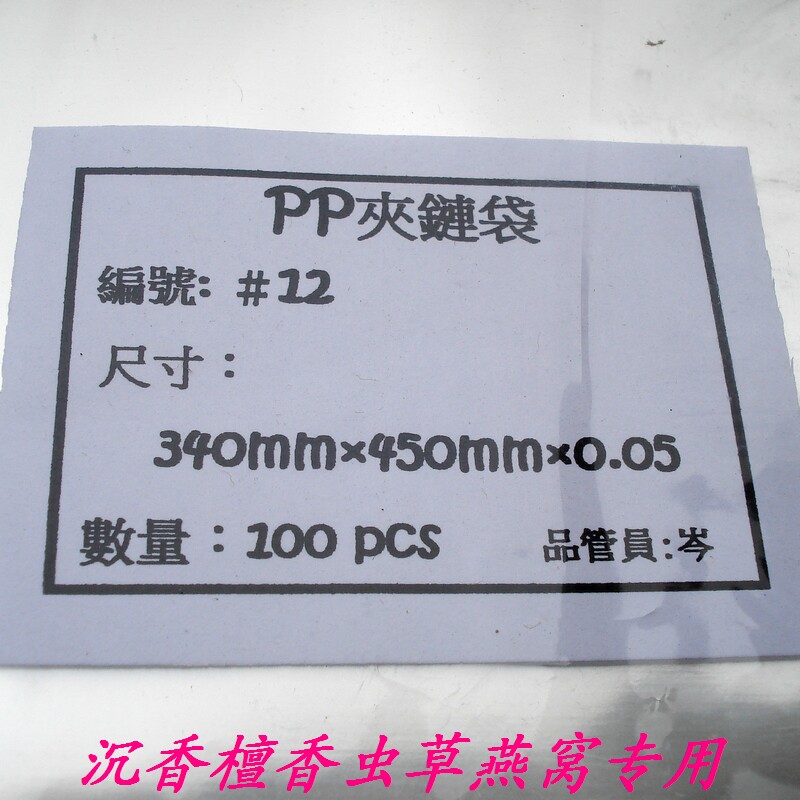 PP夾鏈袋
編號: #12
尺寸：
340mm×450mm×0.05
數量：100 pcs 品管員:岑
沉香檀香虫草燕窝专用